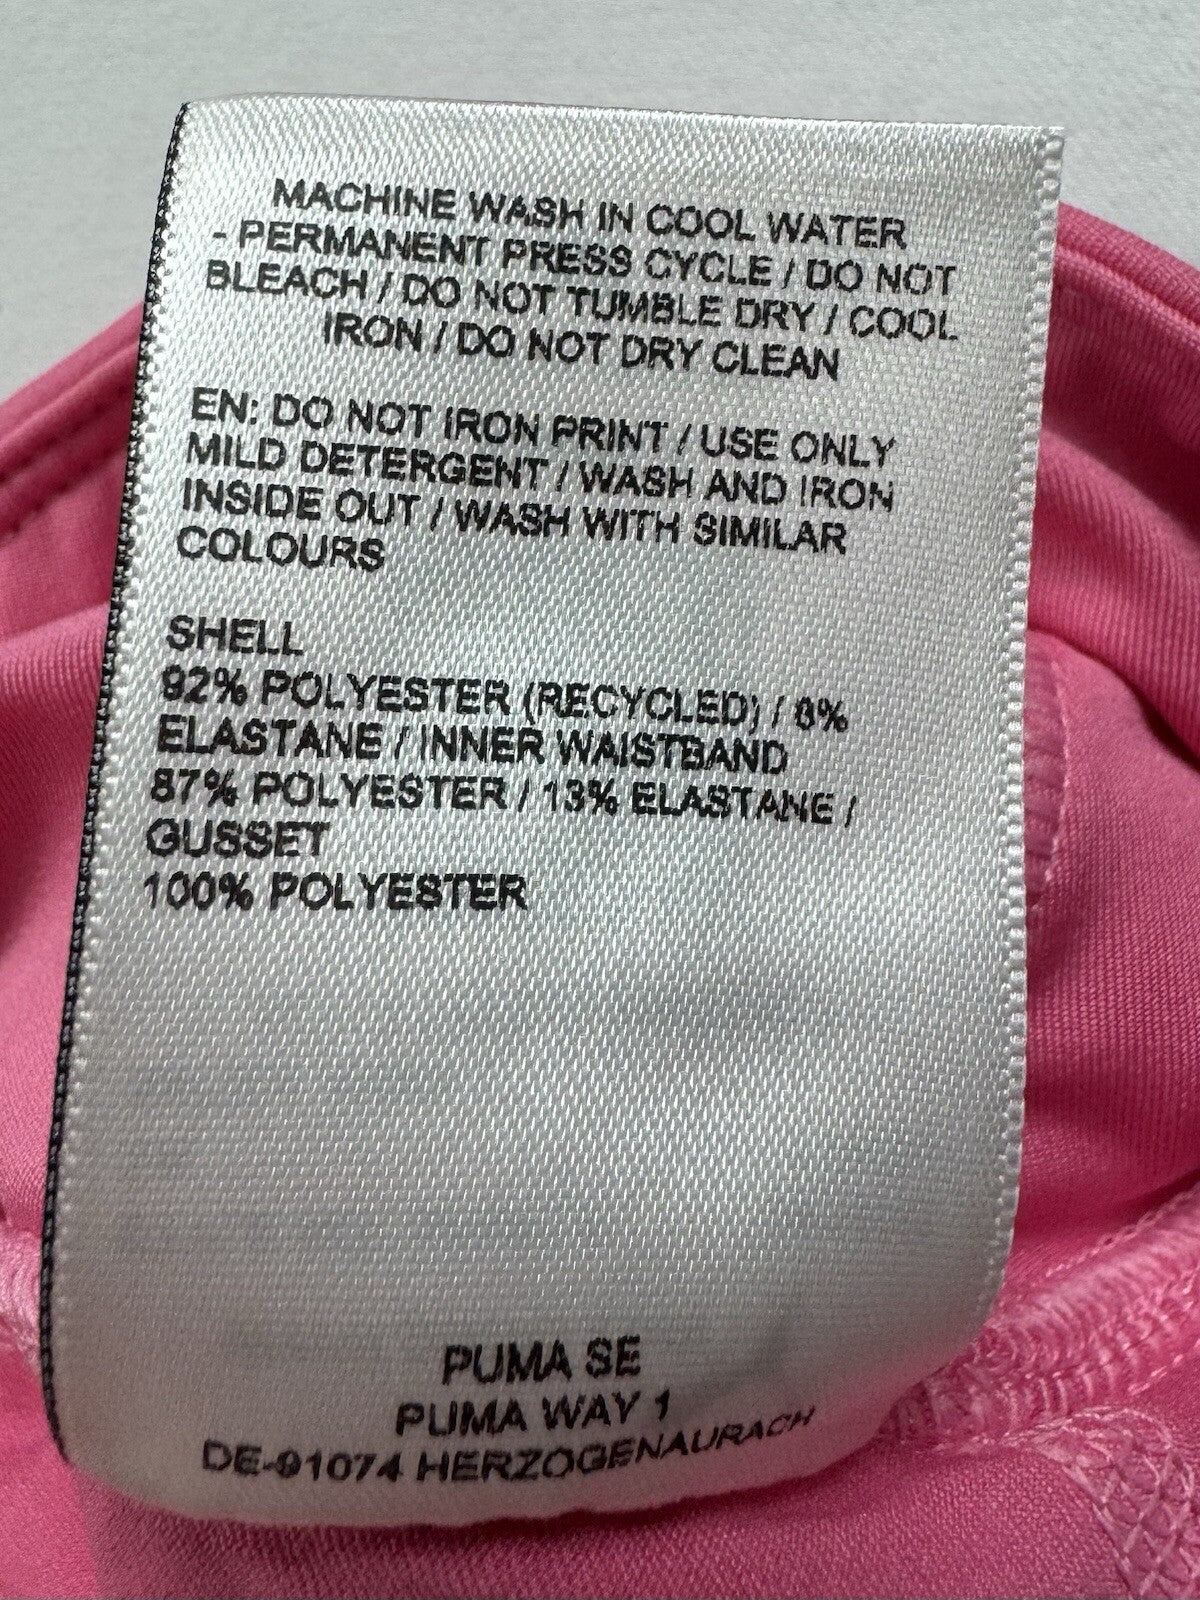 MACHINE WASH IN COOL WATER
- PERMANENT PRESS CYCLE / DO NOT
BLEACH / DO NOT TUMBLE DRY / COOL
IRON / DO NOT DRY CLEAN
EN: DO NOT IRON PRINT / USE ONLY
MILD DETERGENT / WASH AND IRON
INSIDE OUT / WASH WITH SIMILAR
COLOURS
SHELL
92% POLYESTER (RECYCLED) / 8%
ELASTANE / INNER WAISTBAND
87% POLYESTER / 13% ELASTANE /
GUSSET
100% POLYESTER
PUMA SE
PUMA WAY 1
DE-91074 HERZOGENAURACH